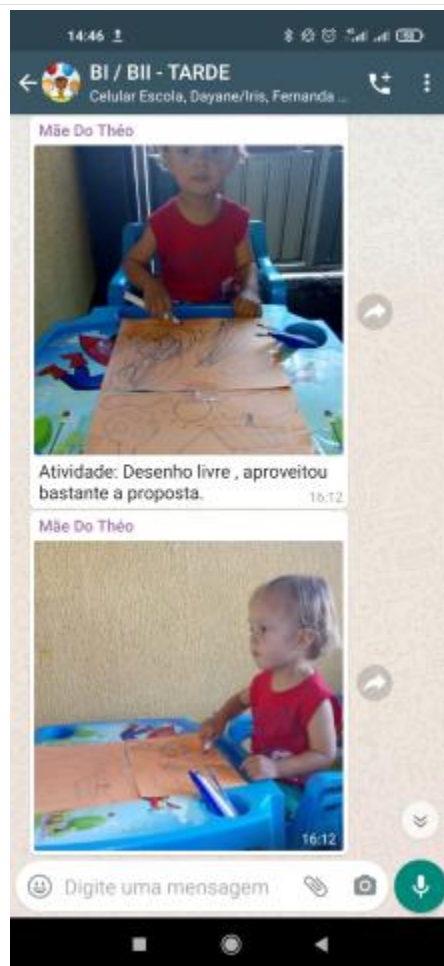 14:46
BI / BII - TARDE
Celular Escola, Dayane/Iris, Fernanda ...
Mãe Do Théo
Atividade: Desenho livre , aproveitou
bastante a proposta.
16:12
Mãe Do Théo
16:12
Digite uma mensagem